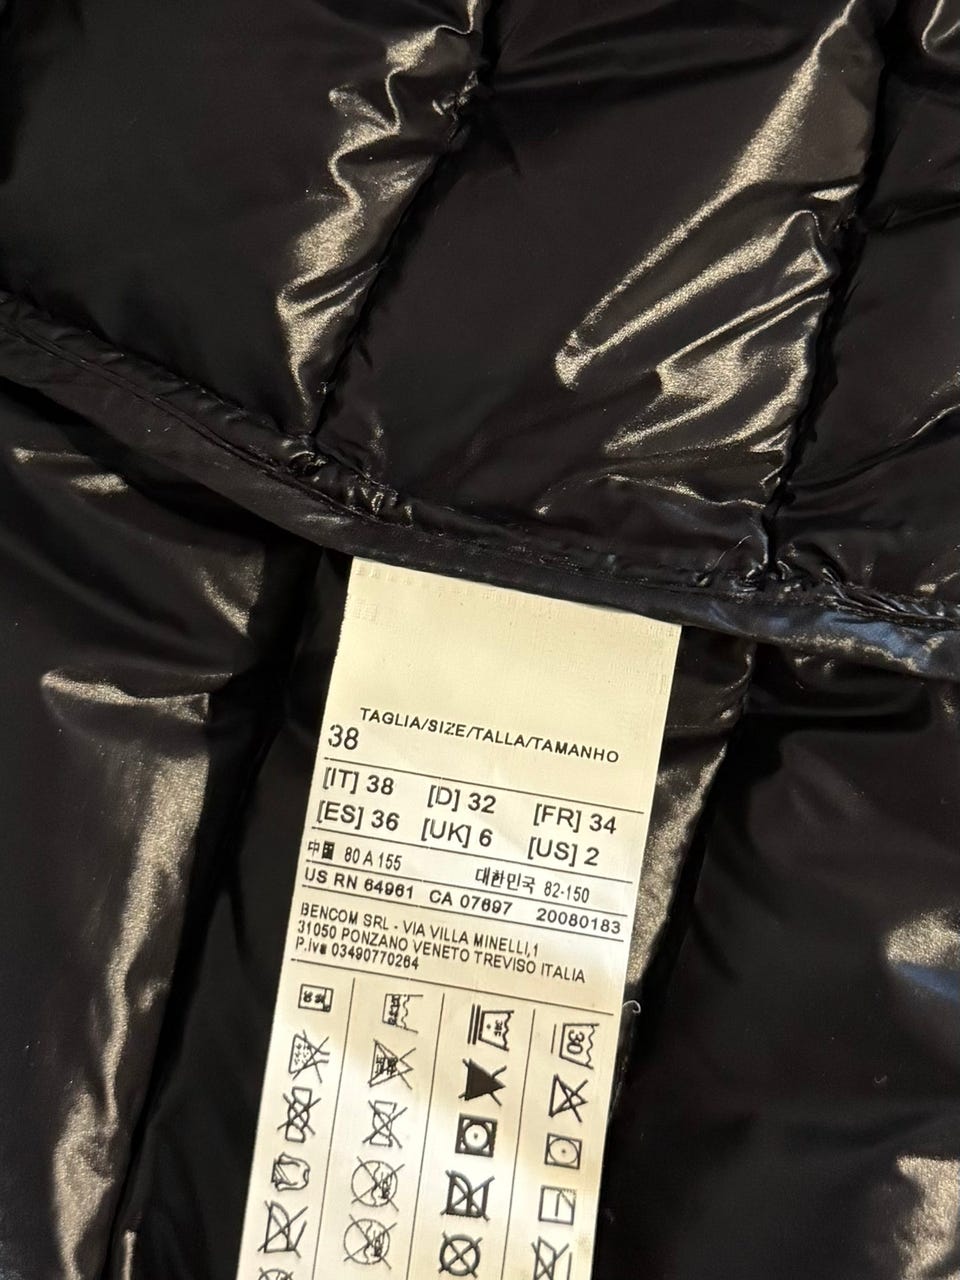 TAGLIA/SIZE/TALLA/TAMANHO
38
[IT] 38 [D] 32 [FR] 34
[ES] 36 [UK] 6 [US] 2
中国 80 A 155 대한민국 82-150
US RN 64961 CA 07697 20080183
BENCOM SRL - VIA VILLA MINELLI,1
31050 PONZANO VENETO TREVISO ITALIA
P.iva 03490770264
30